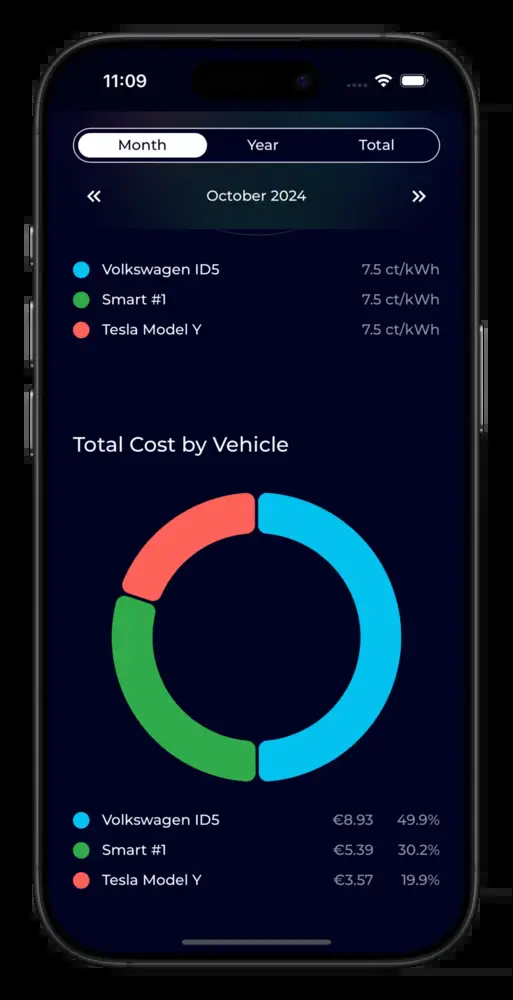 11:09
Month Year Total
« October 2024 »
Volkswagen ID5 7.5 ct/kWh
Smart #1 7.5 ct/kWh
Tesla Model Y 7.5 ct/kWh
Total Cost by Vehicle
Volkswagen ID5 €8.93 49.9%
Smart #1 €5.39 30.2%
Tesla Model Y €3.57 19.9%